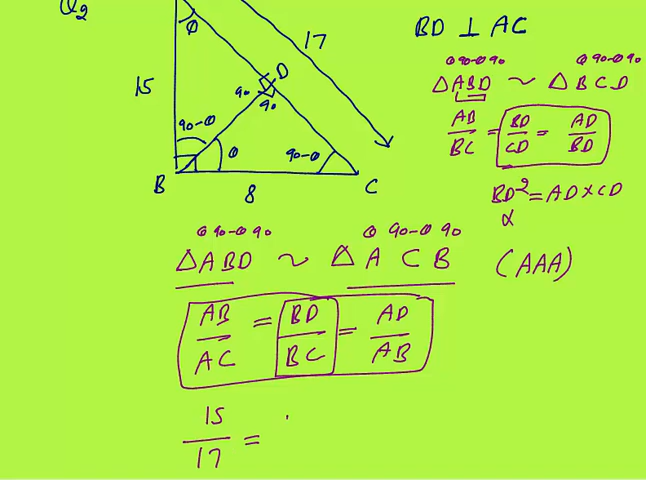 Q2
θ
17
BD ⊥ AC
θ 90-θ 90 θ 90-θ 90
△ABD ~ △BCD
15
D
90
90
AB/BC = BD/CD = AD/BD
90-θ
θ
90-θ
B
8
C
BD² = AD × CD
α
θ 90-θ 90 θ 90-θ 90
△ABD ~ △ACB (AAA)
AB/AC = BD/BC = AD/AB
15/17 =